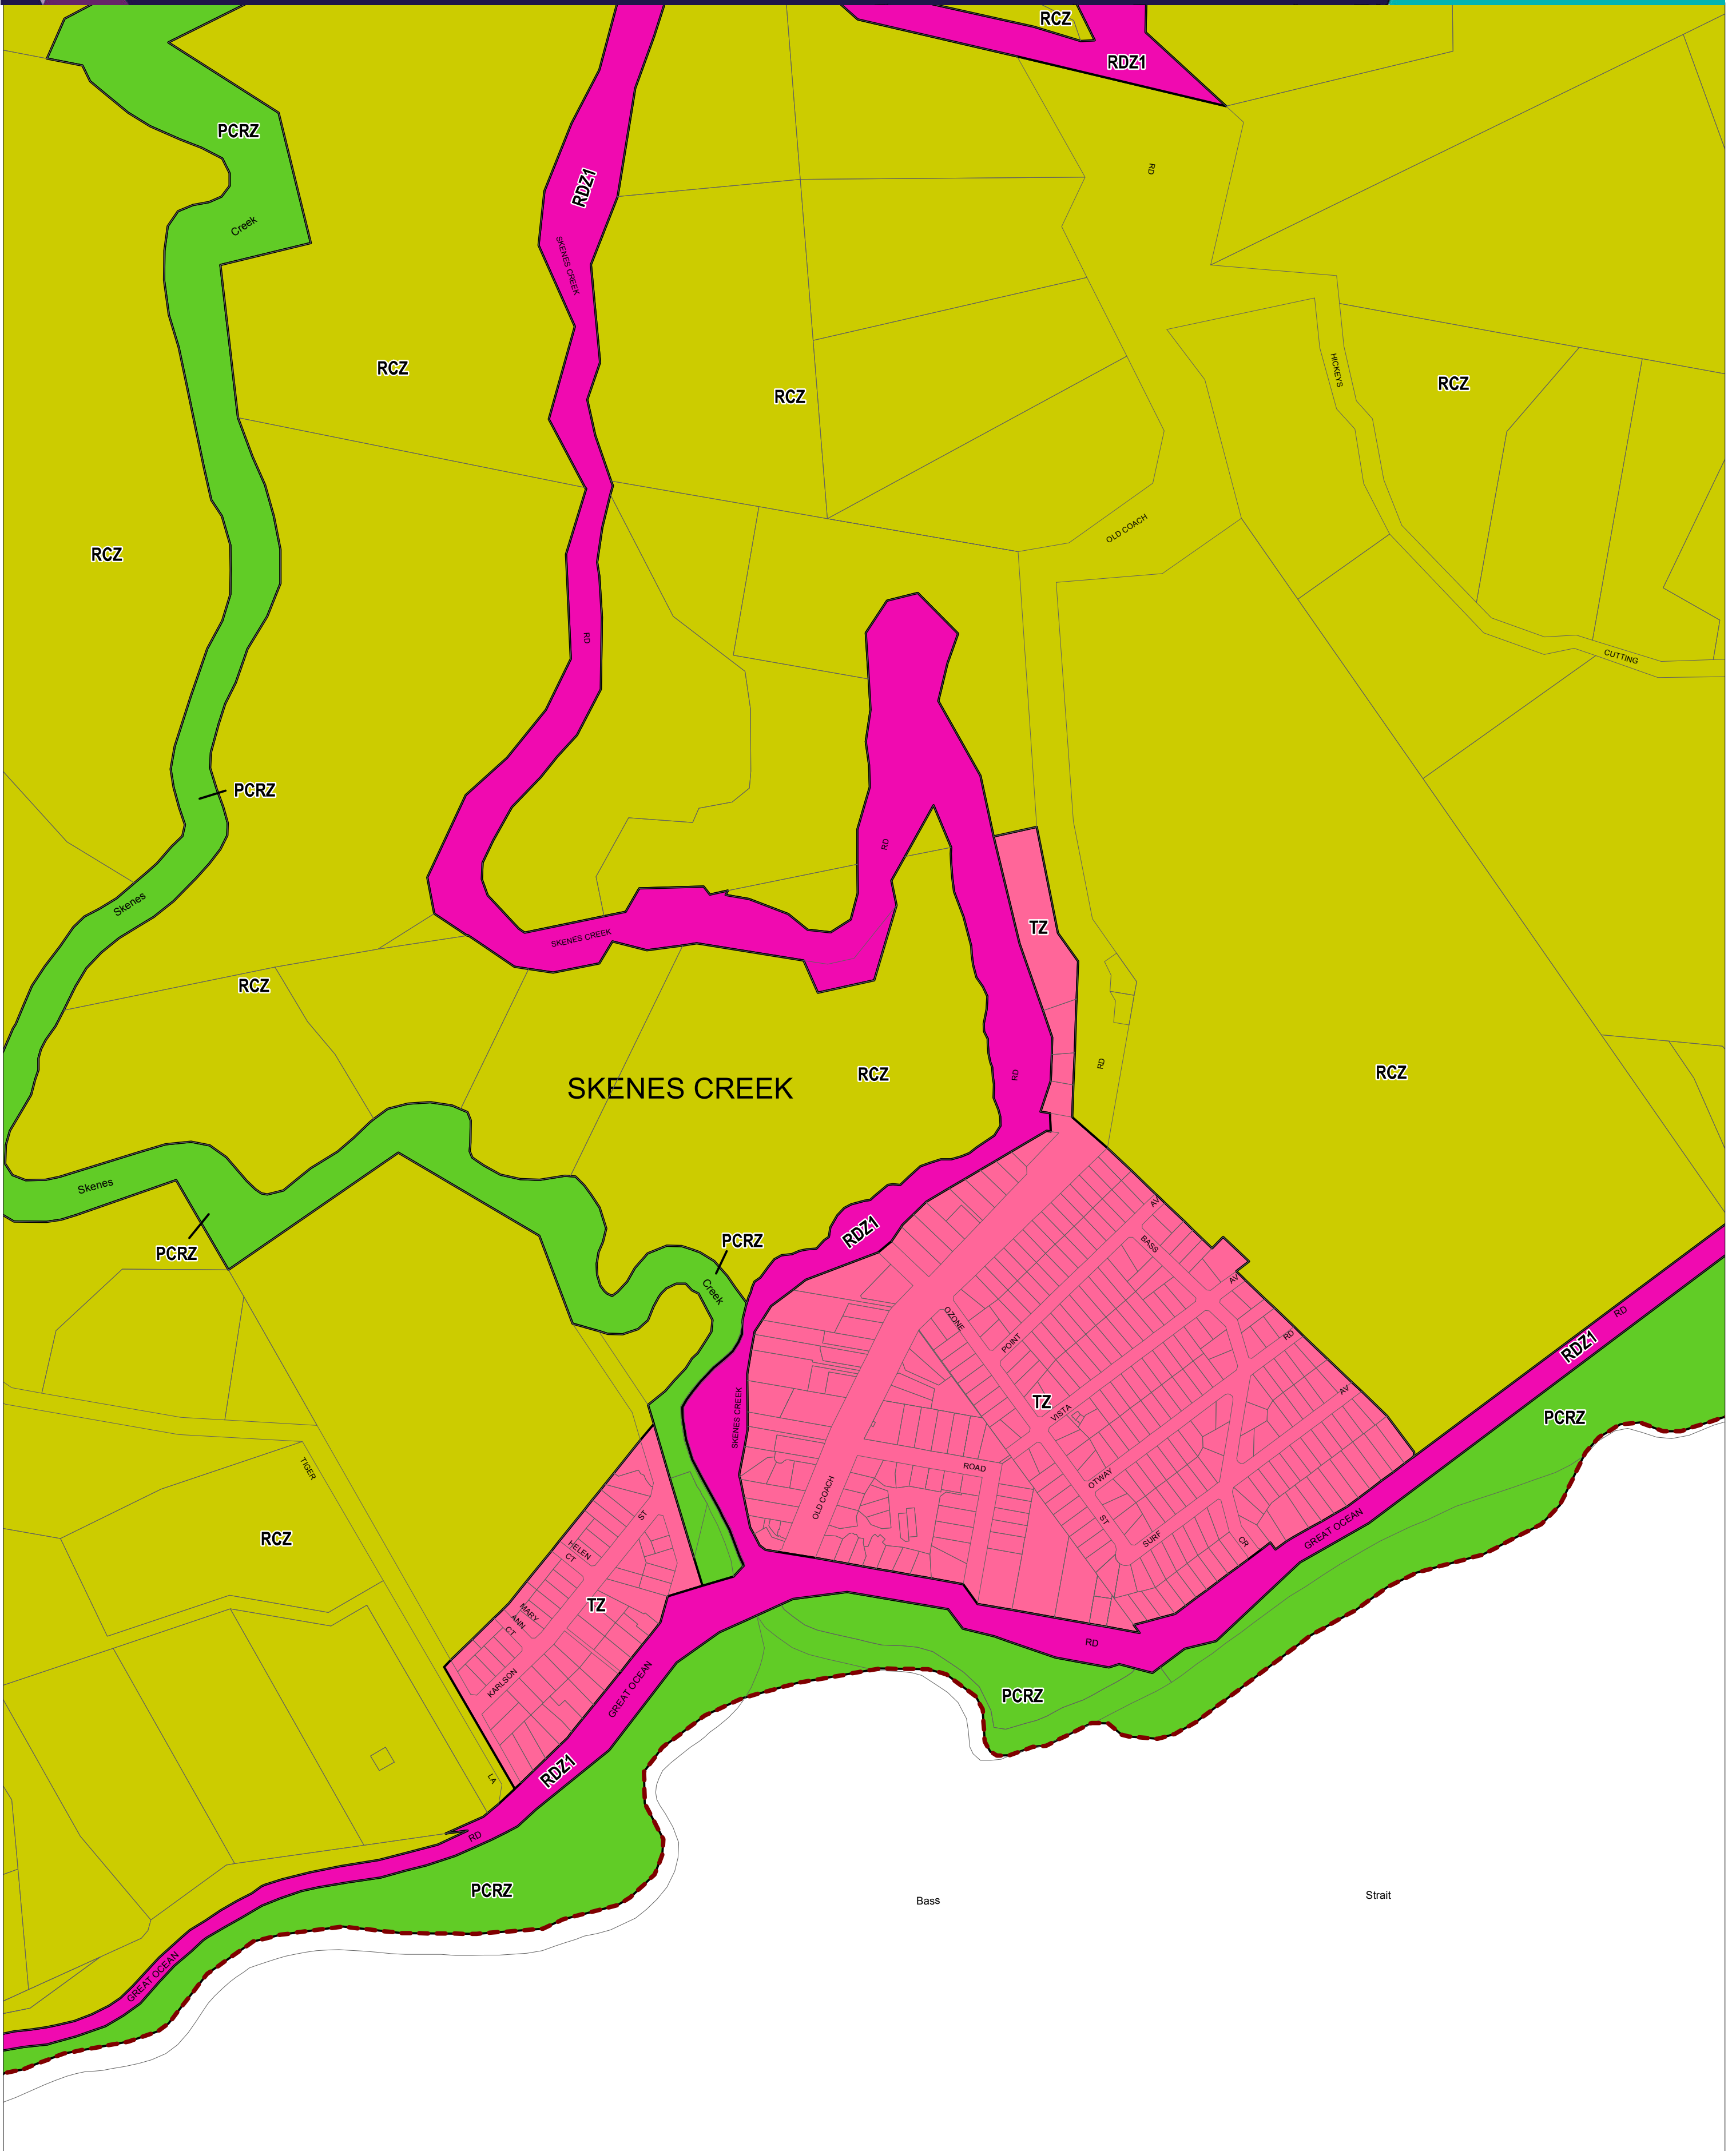 RCZ
RDZ1
PCRZ
RD
RDZ1
Creek
SKENES CREEK
RCZ
RCZ
RCZ
HICKEYS
OLD COACH
RCZ
RD
CUTTING
PCRZ
RD
Skenes
TZ
SKENES CREEK
RCZ
RD
RD
RCZ
RCZ
SKENES CREEK
Skenes
AV
PCRZ
PCRZ
RDZ1
BASS
Creek
AV
OZONE
POINT
RD
RD
RDZ1
AV
SKENES CREEK
TZ
VISTA
PCRZ
TIGER
ROAD
OTWAY
OLD COACH
ST
ST
SURF
CR
GREAT OCEAN
RCZ
HELEN
CT
TZ
MARY
ANN
CT
RD
KARLSON
GREAT OCEAN
PCRZ
LA
RDZ1
RD
PCRZ
Bass
Strait
GREAT OCEAN